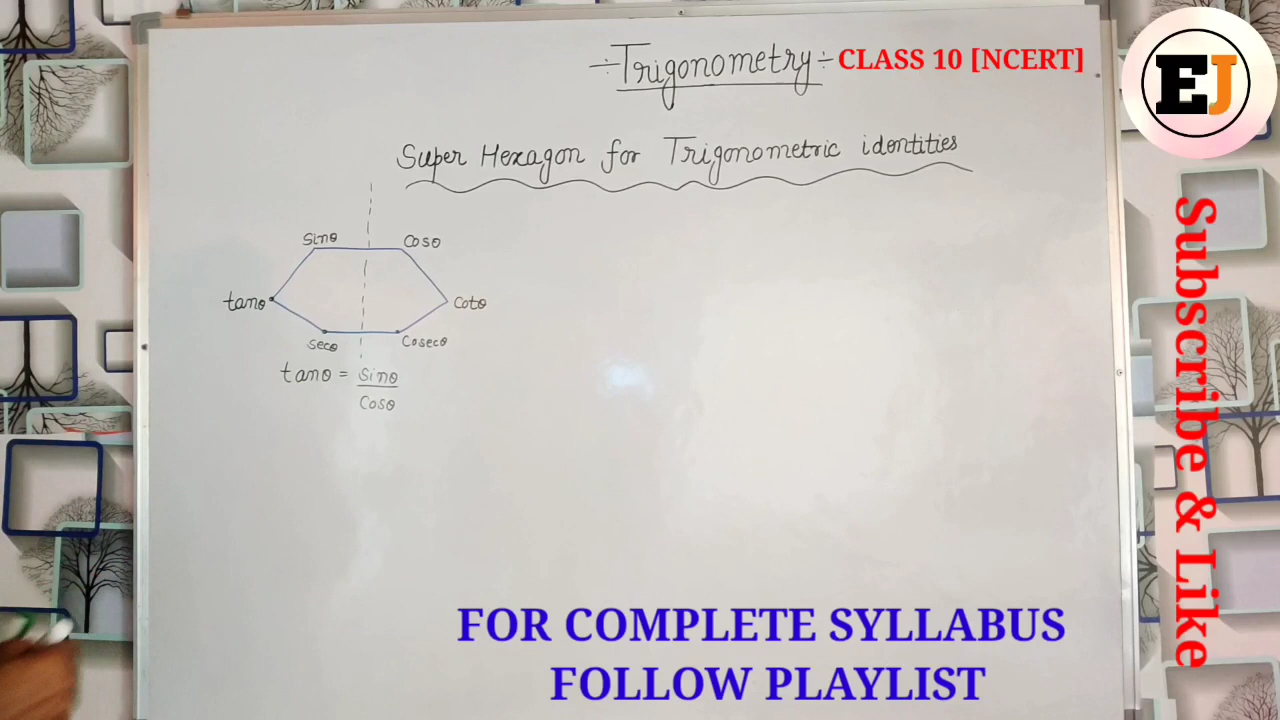 ÷Trigonometry÷ CLASS 10 [NCERT]
EJ
Super Hexagon for Trigonometric identities
sinθ Cosθ
tanθ Cotθ
secθ Cosecθ
tanθ = sinθ
Cosθ
Subscribe & Like
FOR COMPLETE SYLLABUS
FOLLOW PLAYLIST